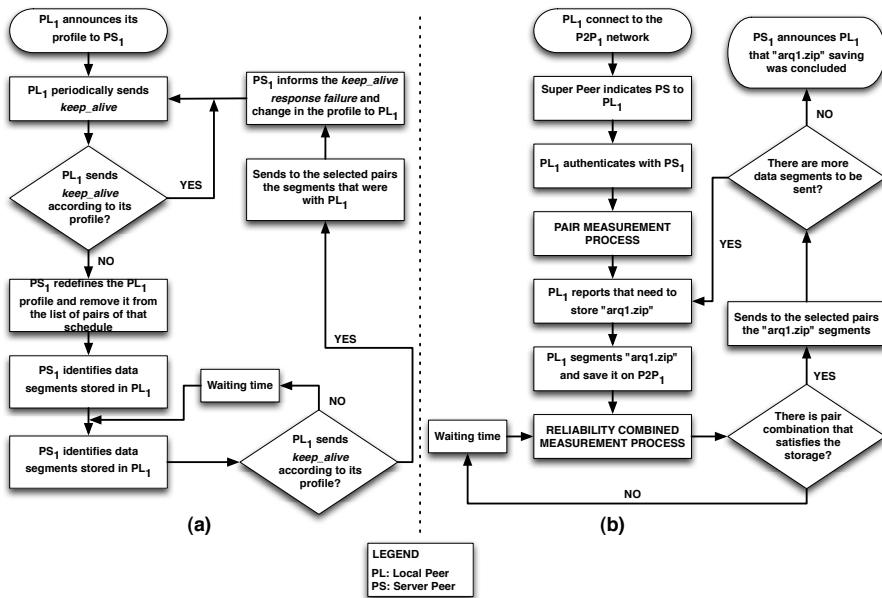 PL1 announces its
profile to PS1
PL1 periodically sends
keep_alive
PL1 sends
keep_alive
according to its
profile?
YES
NO
PS1 informs the keep_alive
response failure and
change in the profile to PL1
Sends to the selected pairs
the segments that were
with PL1
PS1 redefines the PL1
profile and remove it from
the list of pairs of that
schedule
YES
PS1 identifies data
segments stored in PL1
Waiting time
NO
PS1 identifies data
segments stored in PL1
PL1 sends
keep_alive
according to its
profile?
(a)
PL1 connect to the
P2P1 network
Super Peer indicates PS to
PL1
PL1 authenticates with PS1
PAIR MEASUREMENT
PROCESS
PL1 reports that need to
store "arq1.zip"
PL1 segments "arq1.zip"
and save it on P2P1
Waiting time
RELIABILITY COMBINED
MEASUREMENT PROCESS
PS1 announces PL1
that "arq1.zip" saving
was concluded
NO
There are more
data segments to be
sent?
YES
Sends to the selected pairs
the "arq1.zip" segments
YES
There is pair
combination that
satisfies the
storage?
NO
(b)
LEGEND
PL: Local Peer
PS: Server Peer